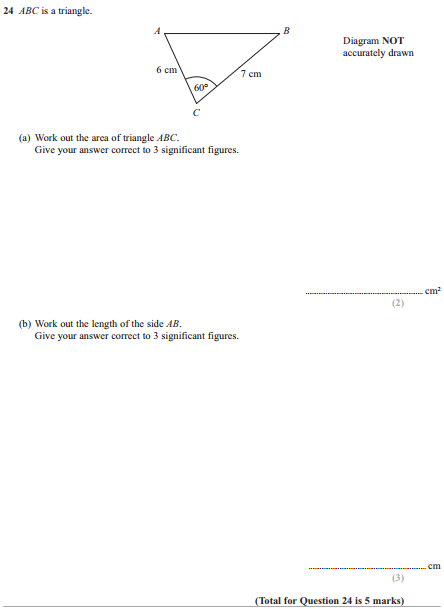 24 ABC is a triangle.
A
B
Diagram NOT
accurately drawn
6 cm
7 cm
60°
C
(a) Work out the area of triangle ABC.
Give your answer correct to 3 significant figures.
.......................................... cm²
(2)
(b) Work out the length of the side AB.
Give your answer correct to 3 significant figures.
.......................................... cm
(3)
(Total for Question 24 is 5 marks)